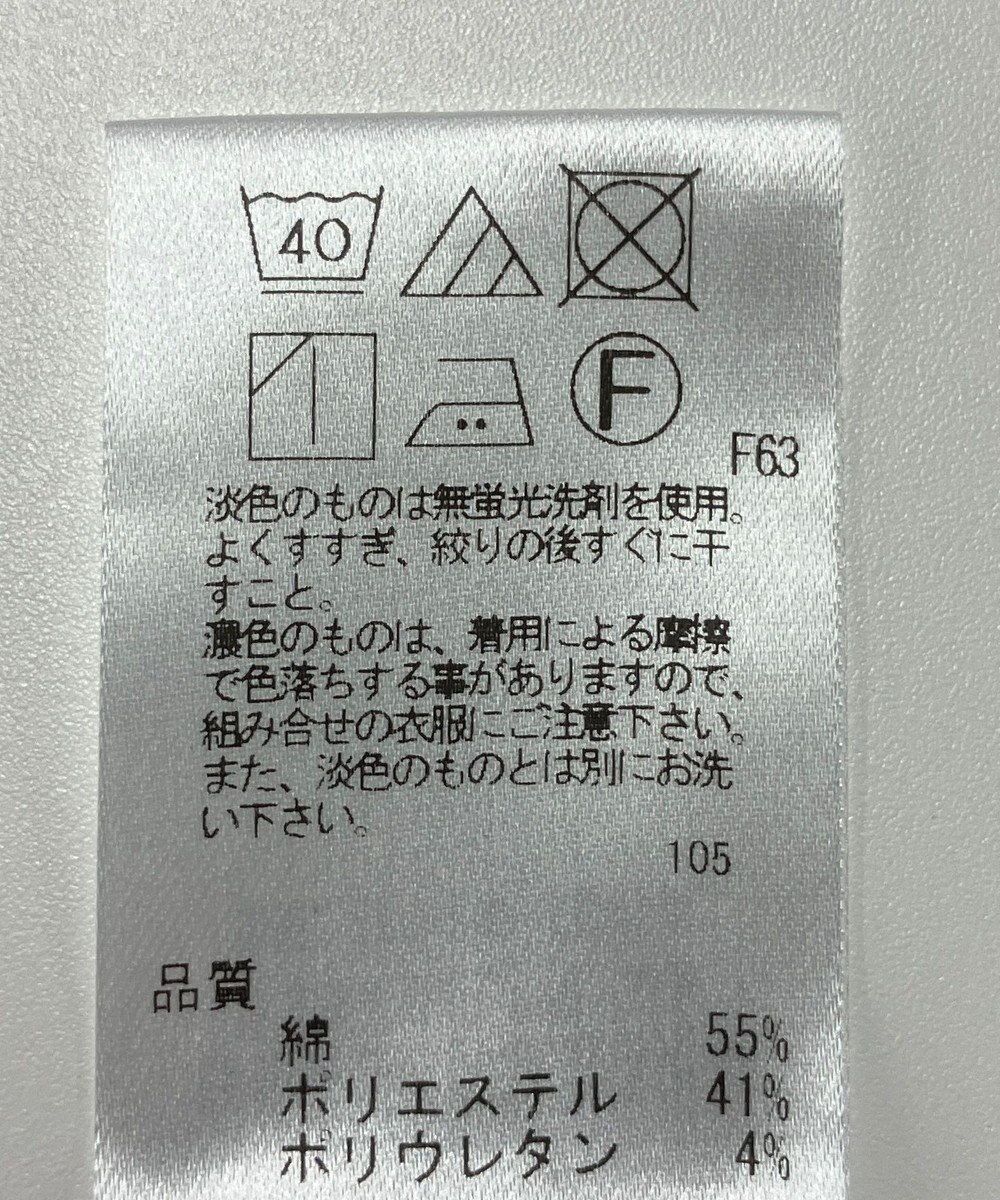 40
F
F63
淡色のものは無蛍光洗剤を使用。
よくすすぎ、絞りの後すぐに干
すこと。
濃色のものは、着用による摩擦
で色落ちする事がありますので、
組み合せの衣服にご注意下さい。
また、淡色のものとは別にお洗
い下さい。
105
品質
綿 55%
ポリエステル 41%
ポリウレタン 4%